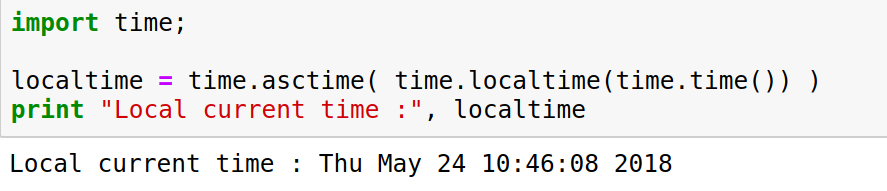 import time;
localtime = time.asctime( time.localtime(time.time()) )
print "Local current time :", localtime
Local current time : Thu May 24 10:46:08 2018